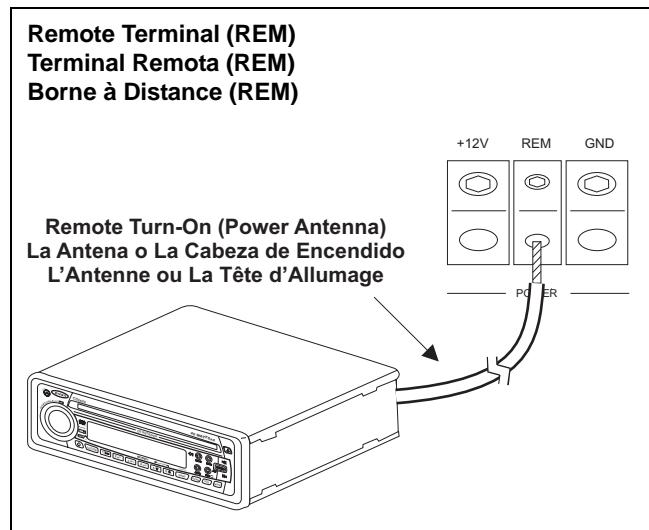 Remote Terminal (REM)
Terminal Remota (REM)
Borne à Distance (REM)
+12V REM GND
Remote Turn-On (Power Antenna)
La Antena o La Cabeza de Encendido
L’Antenne ou La Tête d’Allumage